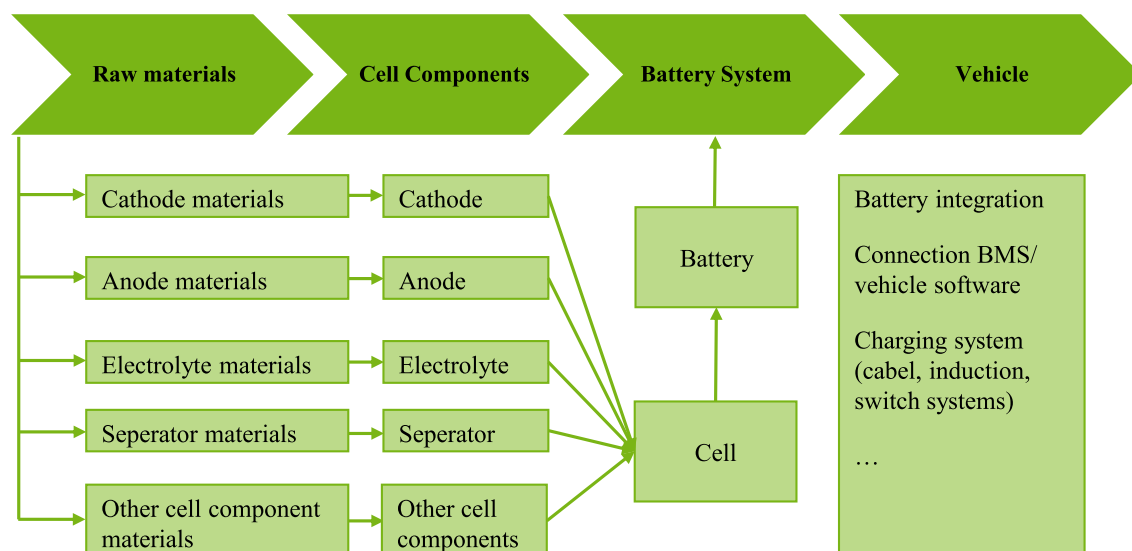 Raw materials
Cell Components
Battery System
Vehicle
Cathode materials
Cathode
Anode materials
Anode
Electrolyte materials
Electrolyte
Seperator materials
Seperator
Other cell component
materials
Other cell
components
Battery
Cell
Battery integration
Connection BMS/
vehicle software
Charging system
(cabel, induction,
switch systems)
…